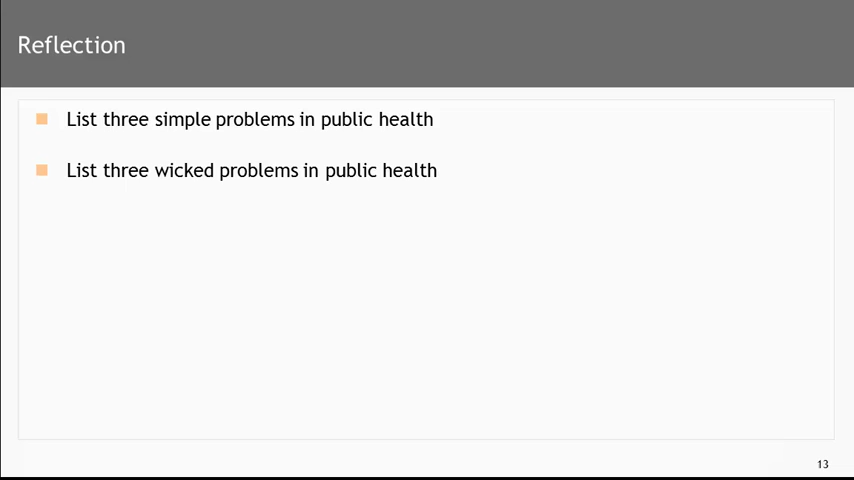 Reflection
List three simple problems in public health
List three wicked problems in public health
13